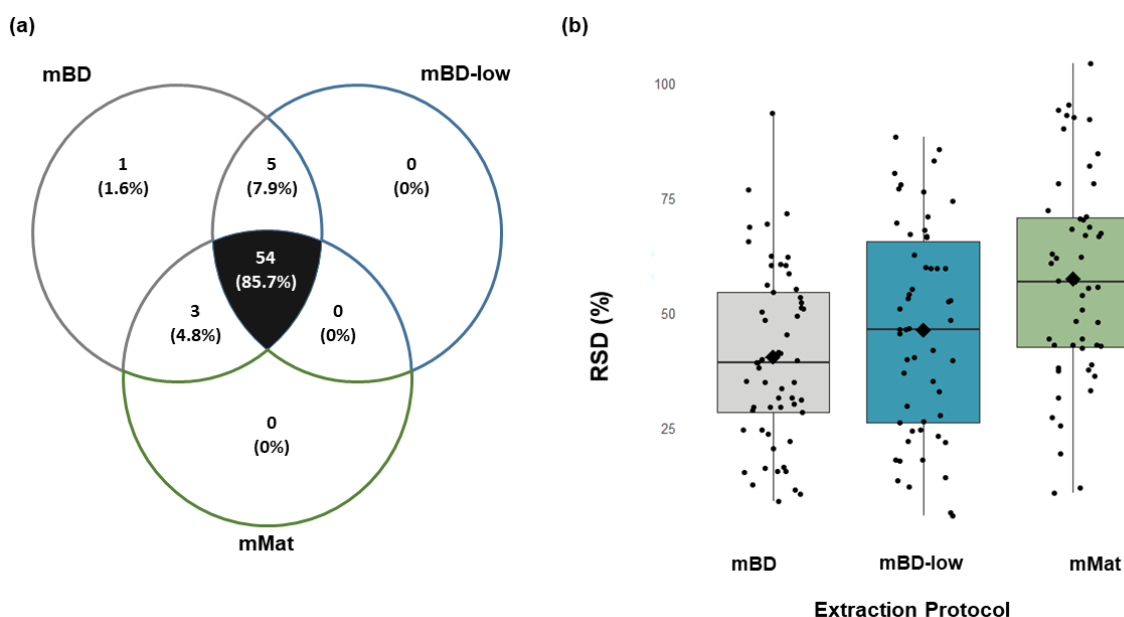 (a)
mBD
mBD-low
1
(1.6%)
5
(7.9%)
0
(0%)
54
(85.7%)
3
(4.8%)
0
(0%)
0
(0%)
mMat
(b)
RSD (%)
100
75
50
25
mBD
mBD-low
mMat
Extraction Protocol